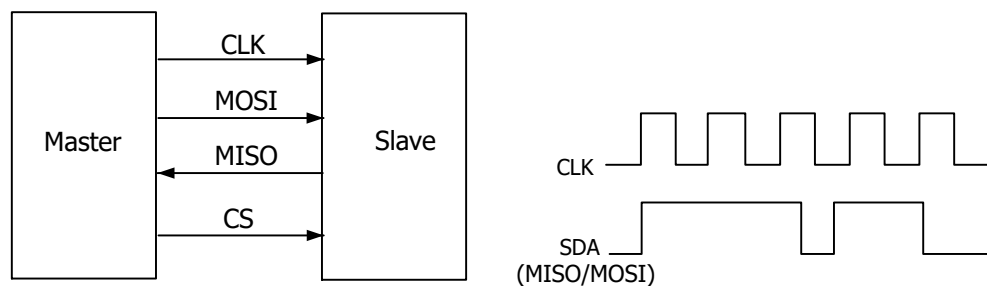 Master
CLK
MOSI
MISO
CS
Slave
CLK
SDA
(MISO/MOSI)